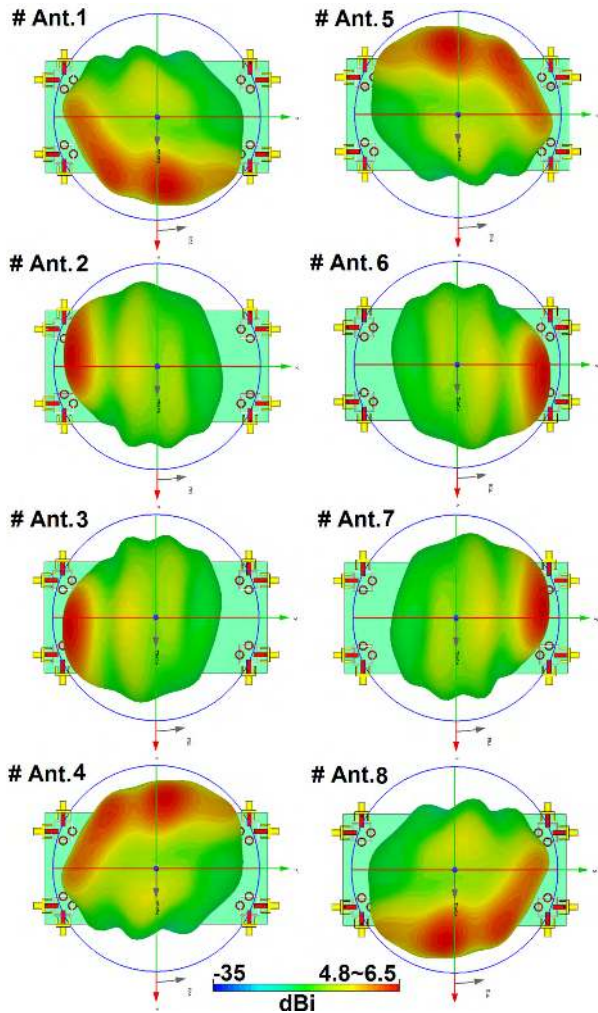 # Ant.1
# Ant.5
# Ant.2
# Ant.6
# Ant.3
# Ant.7
# Ant.4
# Ant.8
-35
4.8~6.5
dBi